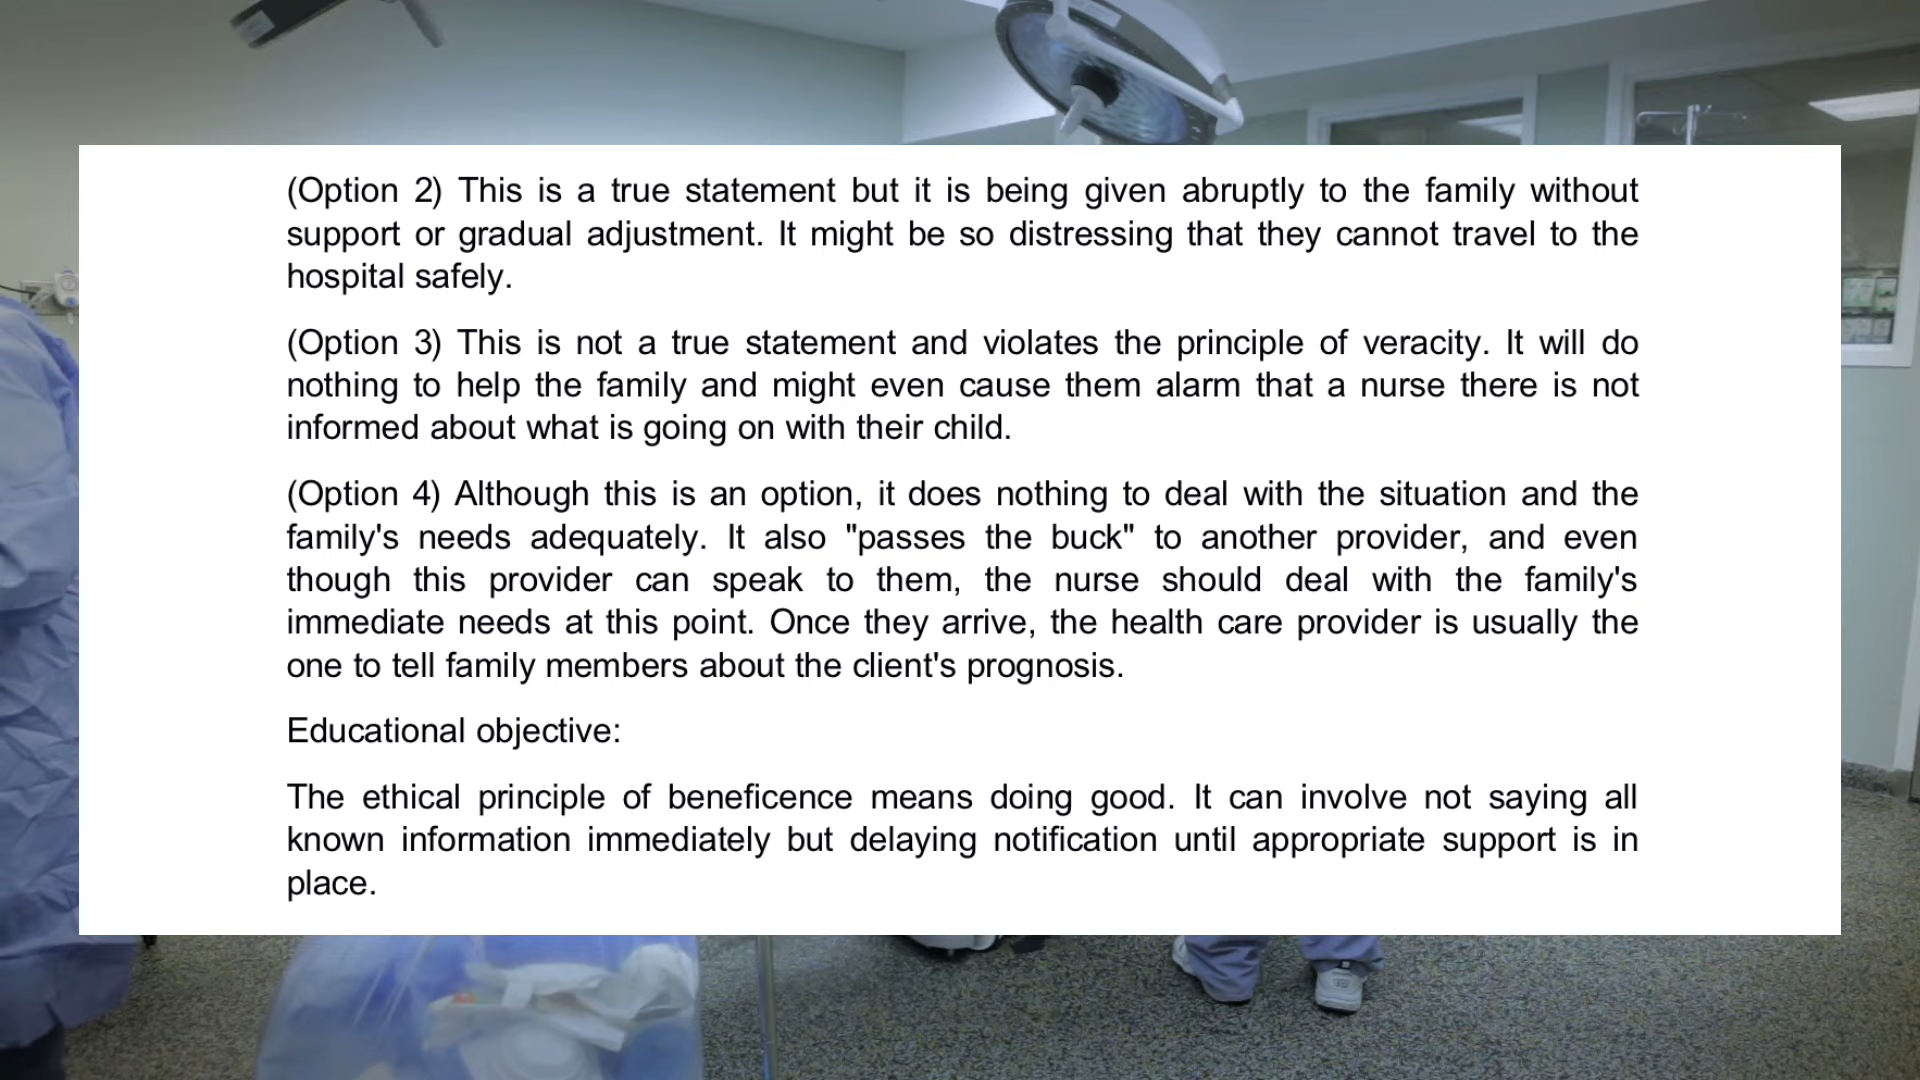 (Option 2) This is a true statement but it is being given abruptly to the family without
support or gradual adjustment. It might be so distressing that they cannot travel to the
hospital safely.
(Option 3) This is not a true statement and violates the principle of veracity. It will do
nothing to help the family and might even cause them alarm that a nurse there is not
informed about what is going on with their child.
(Option 4) Although this is an option, it does nothing to deal with the situation and the
family's needs adequately. It also "passes the buck" to another provider, and even
though this provider can speak to them, the nurse should deal with the family's
immediate needs at this point. Once they arrive, the health care provider is usually the
one to tell family members about the client's prognosis.
Educational objective:
The ethical principle of beneficence means doing good. It can involve not saying all
known information immediately but delaying notification until appropriate support is in
place.